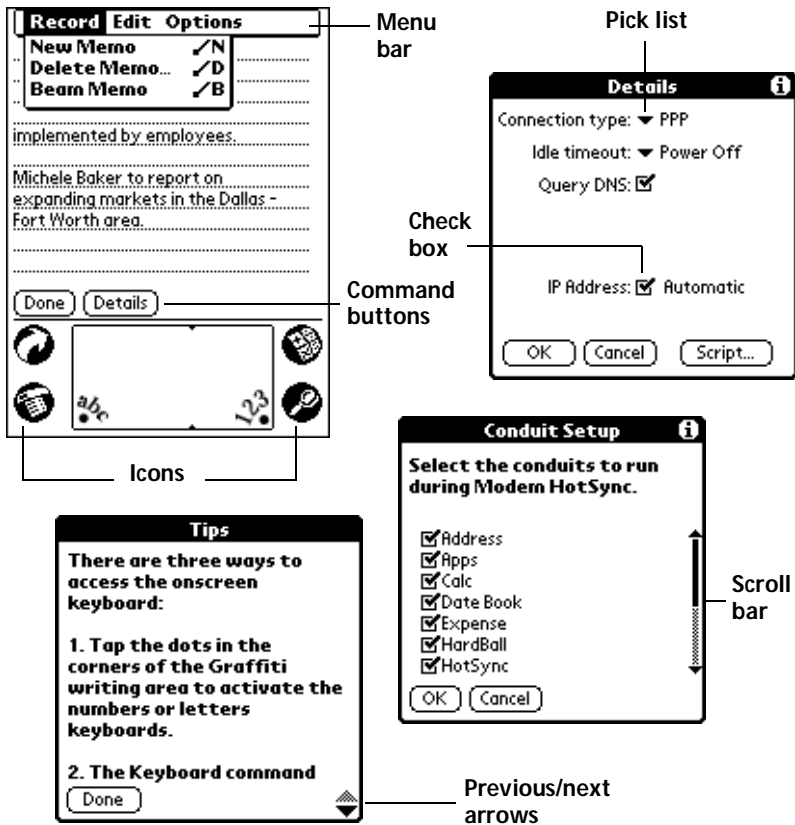 Record Edit Options
New Memo ⁄N
Delete Memo... ⁄D
Beam Memo ⁄B
implemented by employees.
Michele Baker to report on
expanding markets in the Dallas -
Fort Worth area.
Done Details
abc
123
Menu
bar
Command
buttons
Icons
Pick list
Details i
Connection type: PPP
Idle timeout: Power Off
Query DNS:
IP Address: Automatic
OK Cancel Script...
Check
box
Conduit Setup i
Select the conduits to run
during Modem HotSync.
Address
Apps
Calc
Date Book
Expense
HardBall
HotSync
OK Cancel
Scroll
bar
Tips
There are three ways to
access the onscreen
keyboard:
1. Tap the dots in the
corners of the Graffiti
writing area to activate the
numbers or letters
keyboards.
2. The Keyboard command
Done
Previous/next
arrows